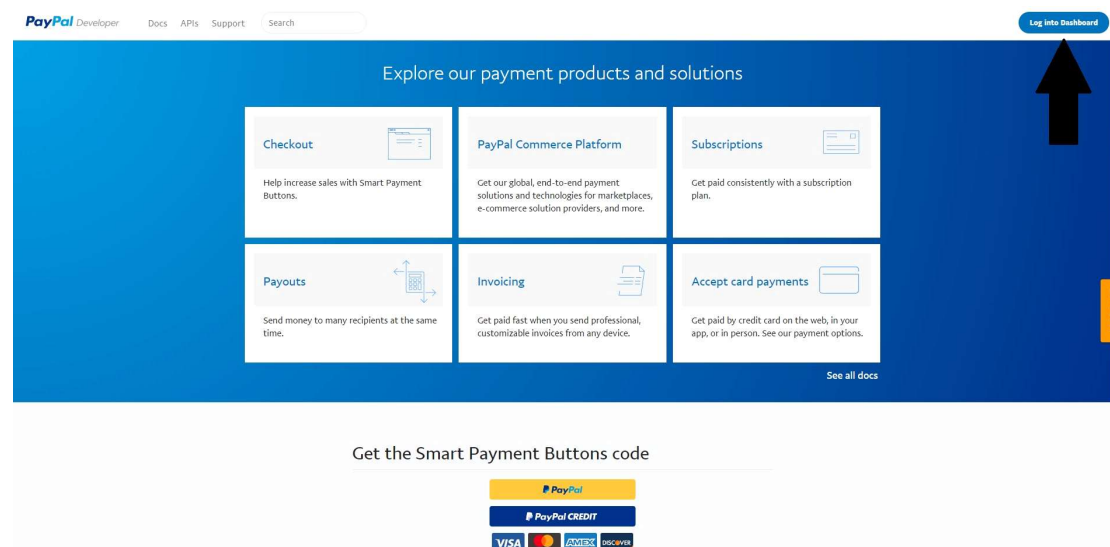 PayPal Developer Docs APIs Support Search Log into Dashboard
Explore our payment products and solutions
Checkout
Help increase sales with Smart Payment
Buttons.
PayPal Commerce Platform
Get our global, end-to-end payment
solutions and technologies for marketplaces,
e-commerce solution providers, and more.
Subscriptions
Get paid consistently with a subscription
plan.
Payouts
Send money to many recipients at the same
time.
Invoicing
Get paid fast when you send professional,
customizable invoices from any device.
Accept card payments
Get paid by credit card on the web, in your
app, or in person. See our payment options.
See all docs
Get the Smart Payment Buttons code
PayPal
PayPal CREDIT
VISA AMEX DISCOVER